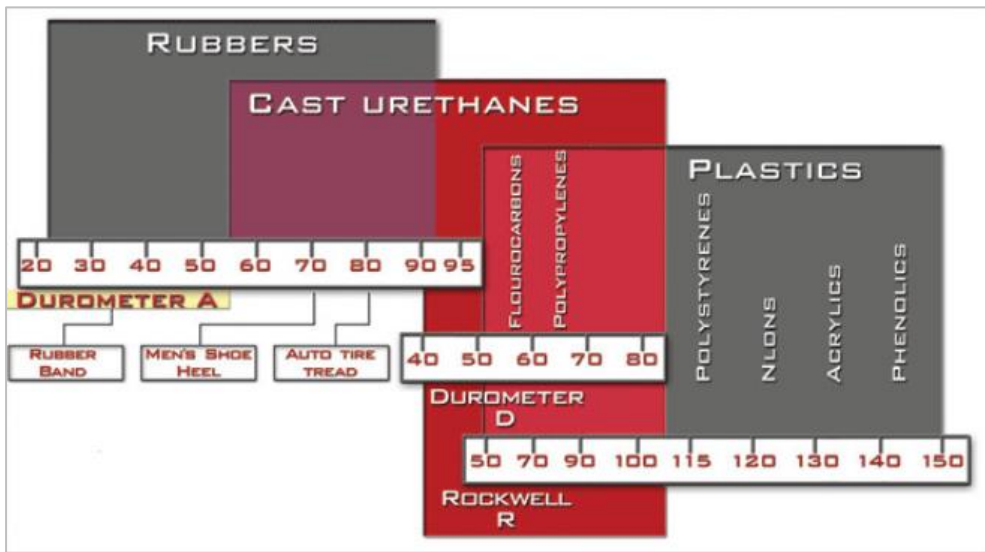 RUBBERS
CAST URETHANES
PLASTICS
FLOUROCARBONS
POLYPROPYLENES
POLYSTYRENES
NLONS
ACRYLICS
PHENOLICS
20 30 40 50 60 70 80 90 95
DUROMETER A
RUBBER
BAND
MEN'S SHOE
HEEL
AUTO TIRE
TREAD
40 50 60 70 80
DUROMETER
D
50 70 90 100 115 120 130 140 150
ROCKWELL
R